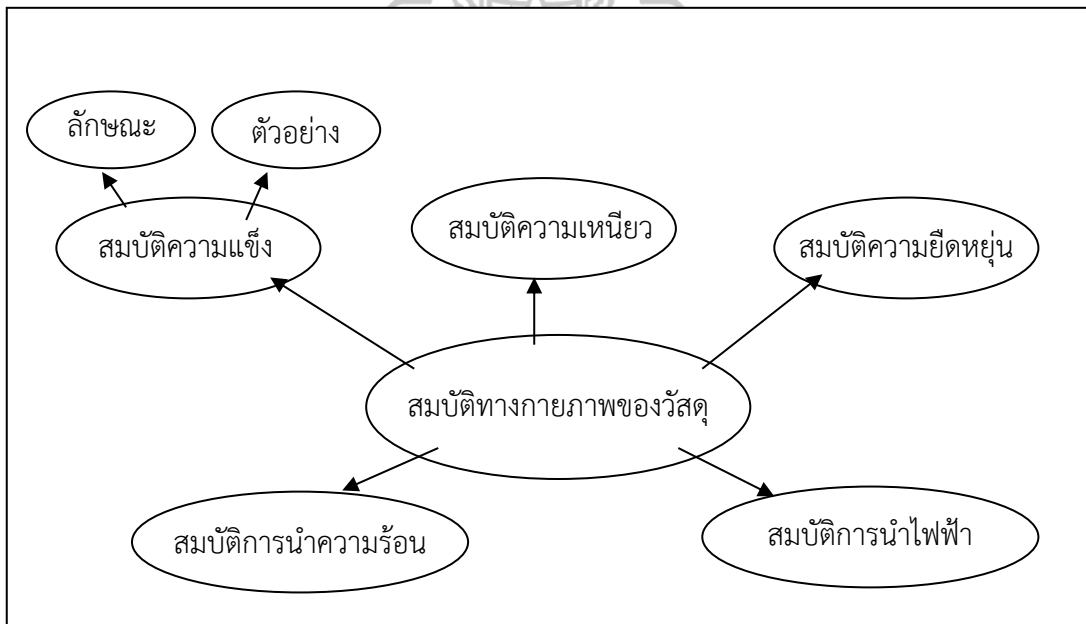 ลักษณะ
ตัวอย่าง
สมบัติความแข็ง
สมบัติความเหนียว
สมบัติความยืดหยุ่น
สมบัติทางกายภาพของวัสดุ
สมบัติการนำความร้อน
สมบัติการนำไฟฟ้า